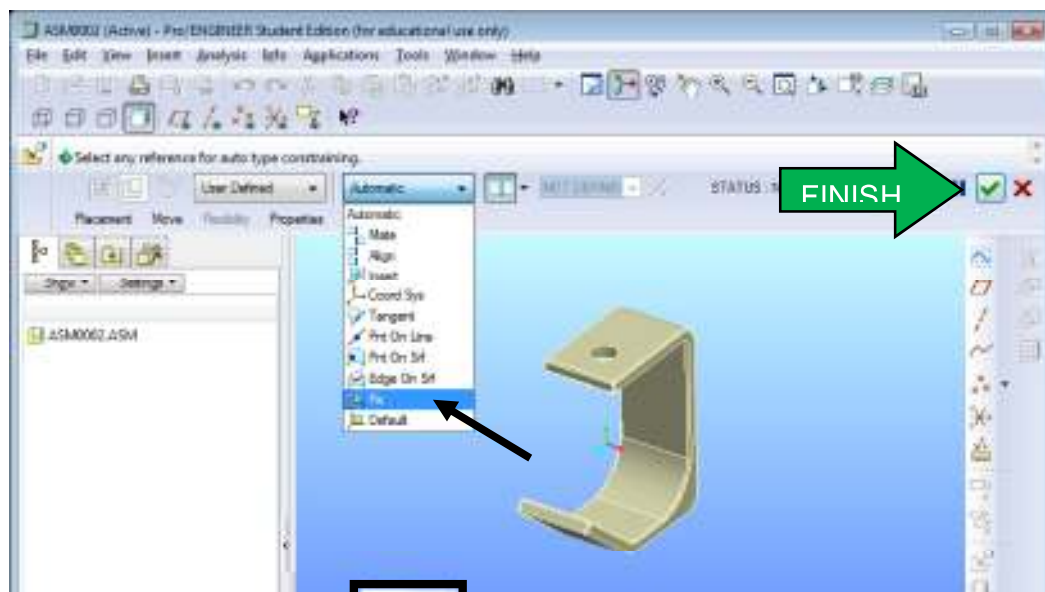 ASM0002 (Active) - Pro/ENGINEER Student Edition (for educational use only)
File Edit View Insert Analysis Info Applications Tools Window Help
Select any reference for auto type constraining.
User Defined Automatic STATUS :
FINISH
Placement Move Flexibility Properties
Automatic
Mate
Align
Insert
Coord Sys
Tangent
Pnt On Line
Pnt On Srf
Edge On Srf
Fix
Default
Show Settings
ASM0002.ASM